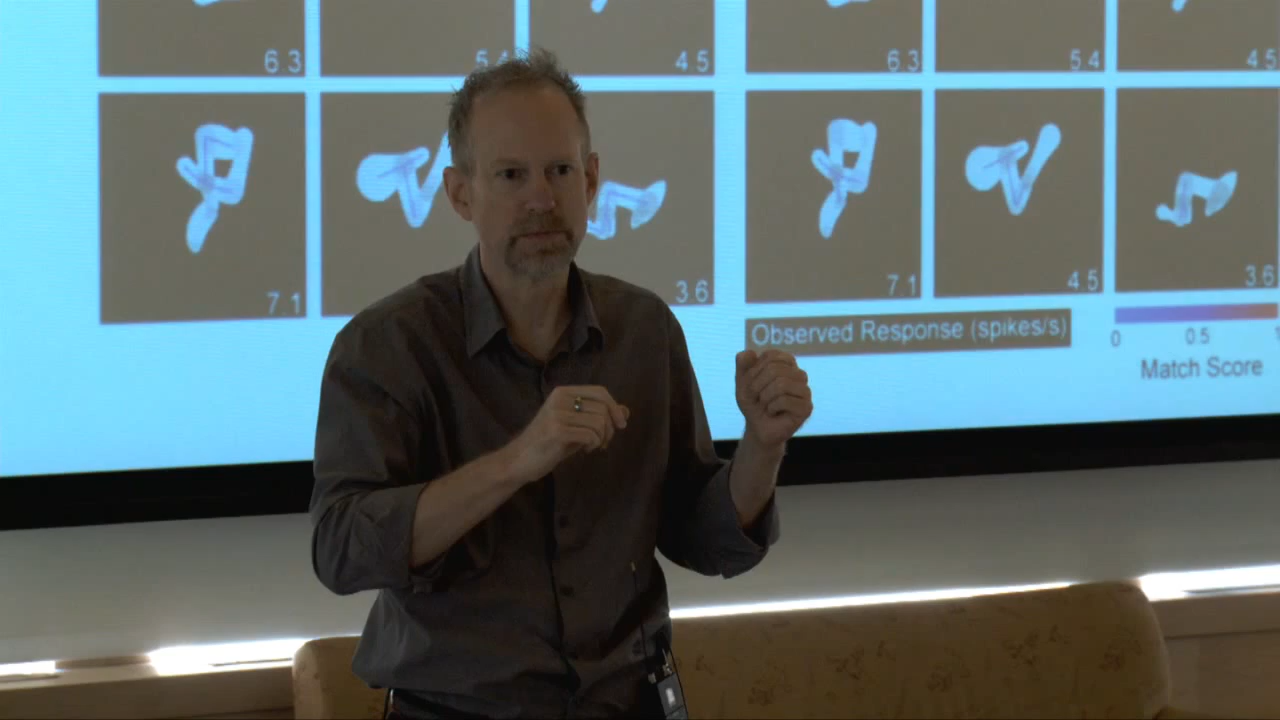 6.3 5.4 4.5 6.3 5.4 4.5
7.1 3.6 7.1 4.5 3.6
Observed Response (spikes/s)
0 0.5
Match Score